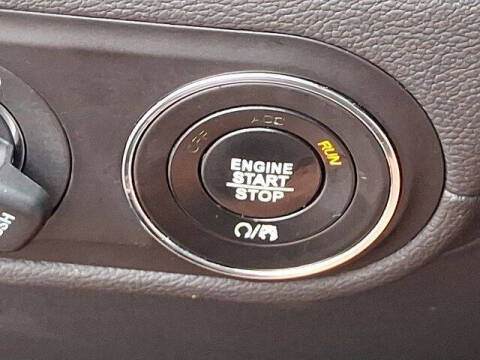 OFF ACC RUN
ENGINE
START
STOP